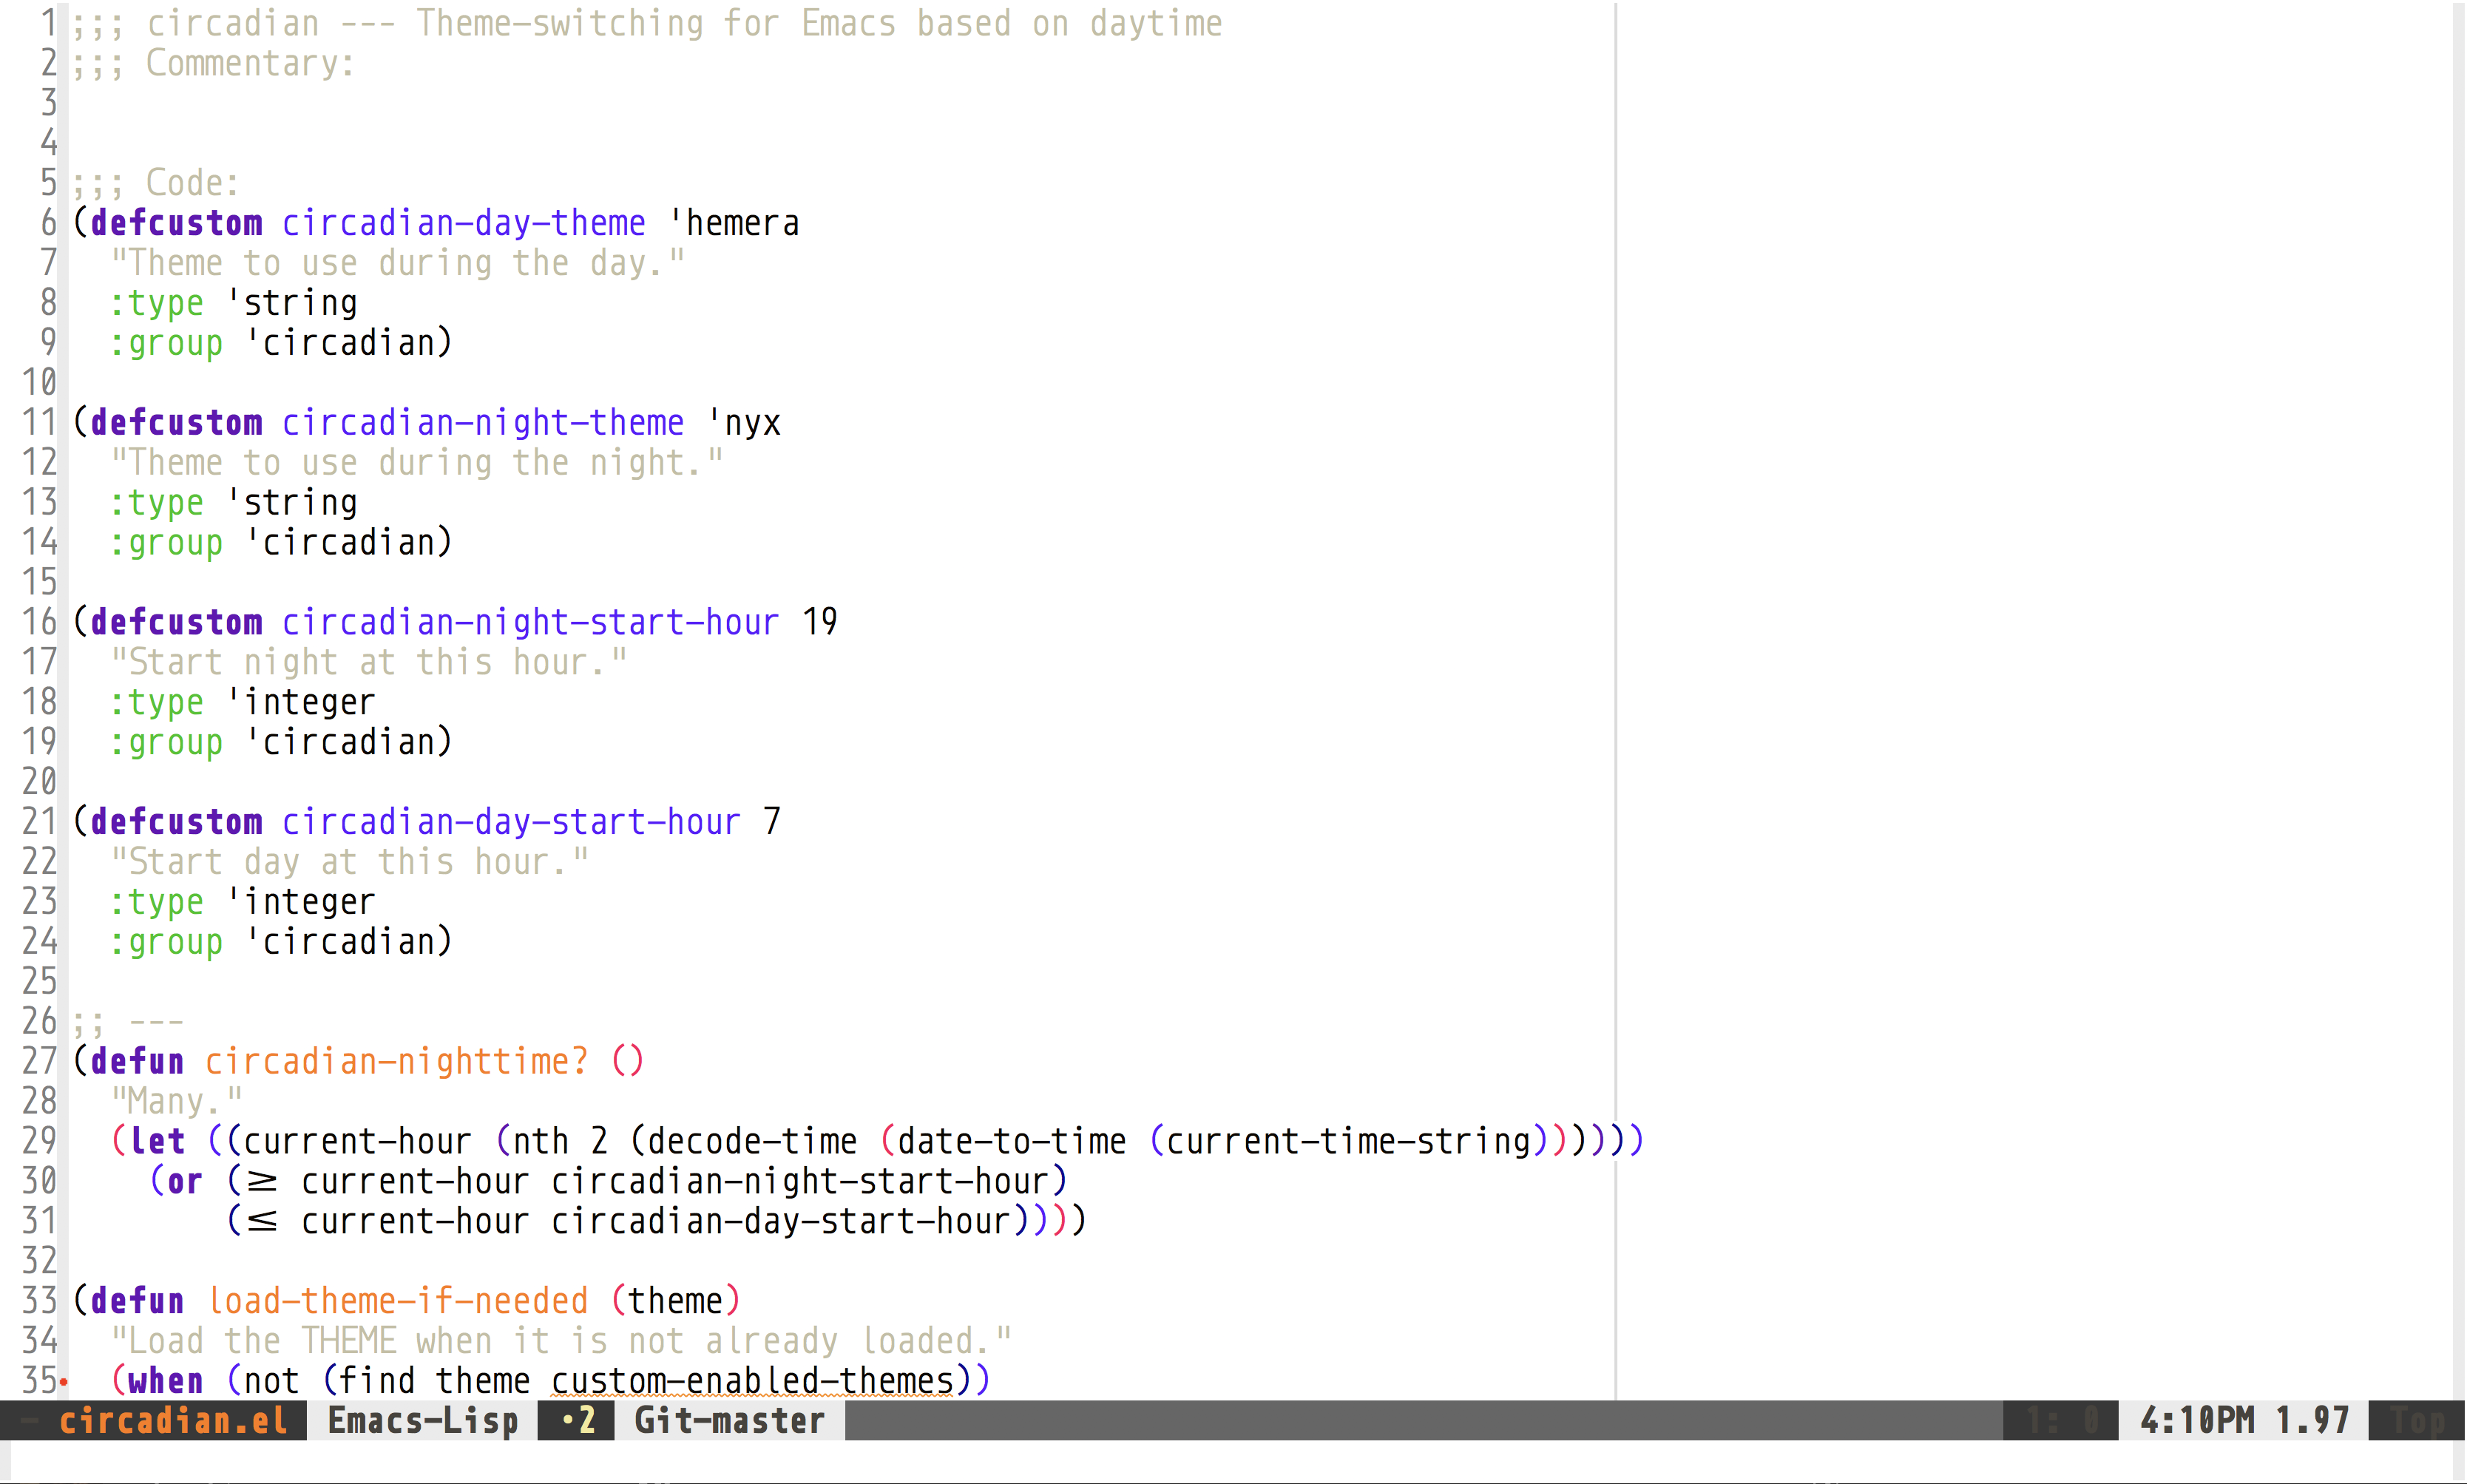 1 ;;; circadian --- Theme-switching for Emacs based on daytime
2 ;;; Commentary:
3
4
5 ;;; Code:
6 (defcustom circadian-day-theme 'hemera
7   "Theme to use during the day."
8   :type 'string
9   :group 'circadian)
10
11 (defcustom circadian-night-theme 'nyx
12   "Theme to use during the night."
13   :type 'string
14   :group 'circadian)
15
16 (defcustom circadian-night-start-hour 19
17   "Start night at this hour."
18   :type 'integer
19   :group 'circadian)
20
21 (defcustom circadian-day-start-hour 7
22   "Start day at this hour."
23   :type 'integer
24   :group 'circadian)
25
26 ;; ---
27 (defun circadian-nighttime? ()
28   "Many."
29   (let ((current-hour (nth 2 (decode-time (date-to-time (current-time-string))))))
30     (or (≥ current-hour circadian-night-start-hour)
31         (≤ current-hour circadian-day-start-hour))))
32
33 (defun load-theme-if-needed (theme)
34   "Load the THEME when it is not already loaded."
35   (when (not (find theme custom-enabled-themes))
- circadian.el Emacs-Lisp •2 Git-master 1: 0 4:10PM 1.97 Top